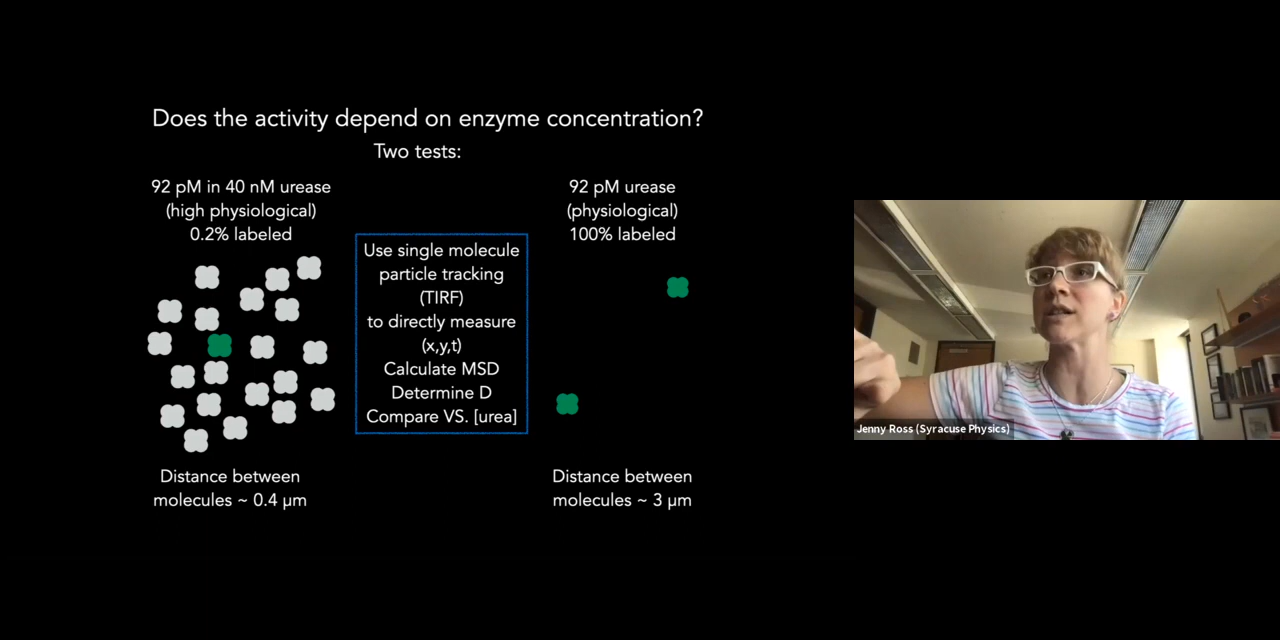 Does the activity depend on enzyme concentration?
Two tests:
92 pM in 40 nM urease
(high physiological)
0.2% labeled
Distance between
molecules ~ 0.4 µm
Use single molecule
particle tracking
(TIRF)
to directly measure
(x,y,t)
Calculate MSD
Determine D
Compare VS. [urea]
92 pM urease
(physiological)
100% labeled
Distance between
molecules ~ 3 µm
Jenny Ross (Syracuse Physics)